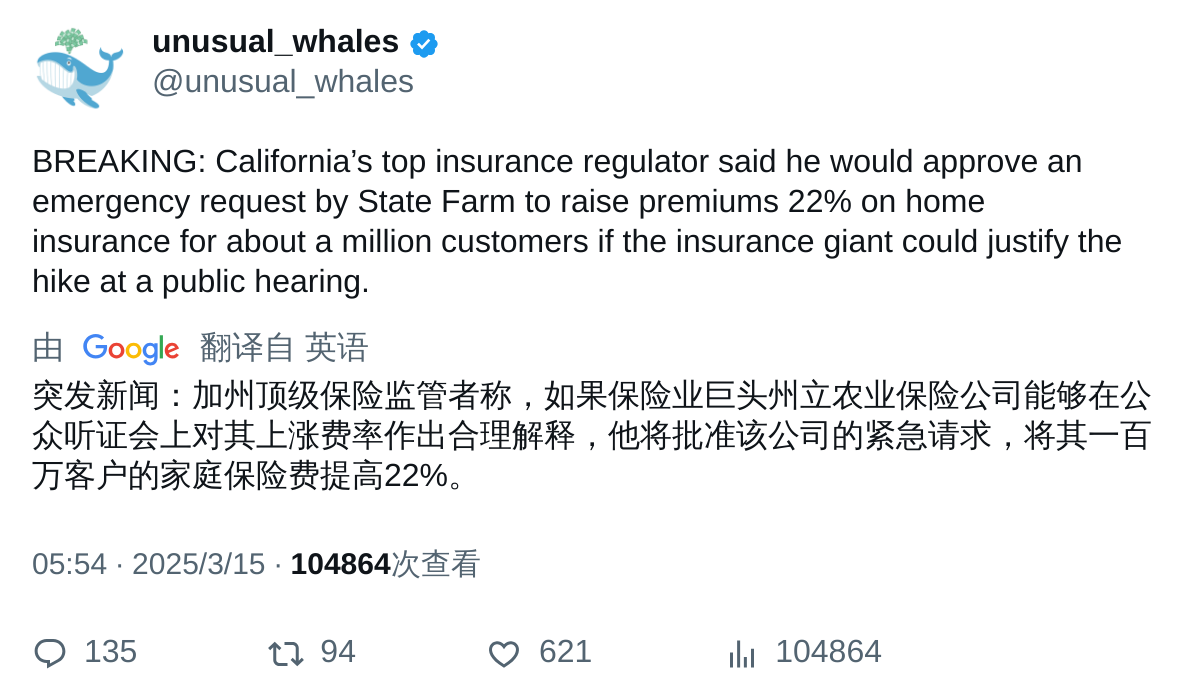 unusual_whales
@unusual_whales
BREAKING: California’s top insurance regulator said he would approve an
emergency request by State Farm to raise premiums 22% on home
insurance for about a million customers if the insurance giant could justify the
hike at a public hearing.
由 Google 翻译自 英语
突发新闻：加州顶级保险监管者称，如果保险业巨头州立农业保险公司能够在公
众听证会上对其上涨费率作出合理解释，他将批准该公司的紧急请求，将其一百
万客户的家庭保险费提高22%。
05:54 · 2025/3/15 · 104864次查看
135 94 621 104864